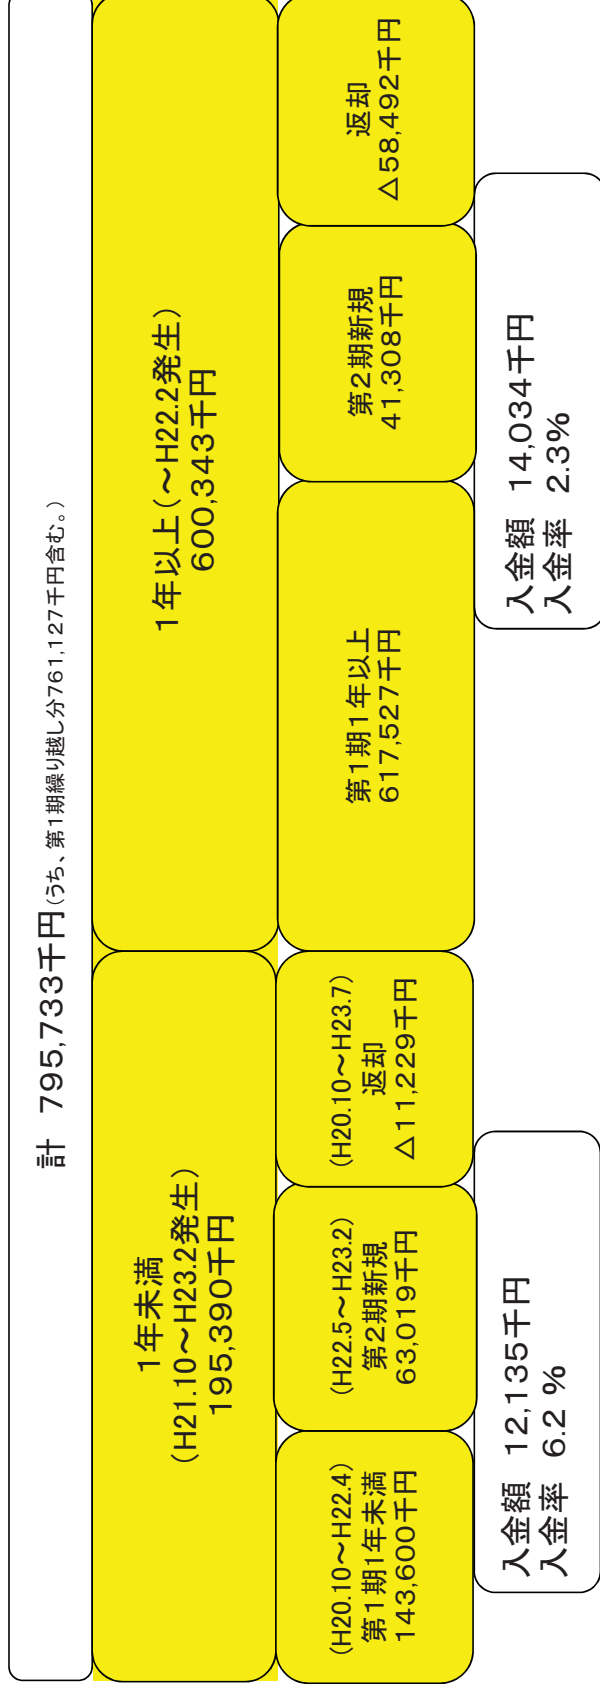 計　795,733千円(うち、第1期繰り越し分761,127千円含む。)
1年未満
(H21.10～H23.2発生)
195,390千円
1年以上(～H22.2発生)
600,343千円
(H20.10～H22.4)
第1期1年未満
143,600千円
(H22.5～H23.2)
第2期新規
63,019千円
(H20.10～H23.7)
返却
△11,229千円
第1期1年以上
617,527千円
第2期新規
41,308千円
返却
△58,492千円
入金額　12,135千円
入金率　6.2 %
入金額　14,034千円
入金率　2.3%